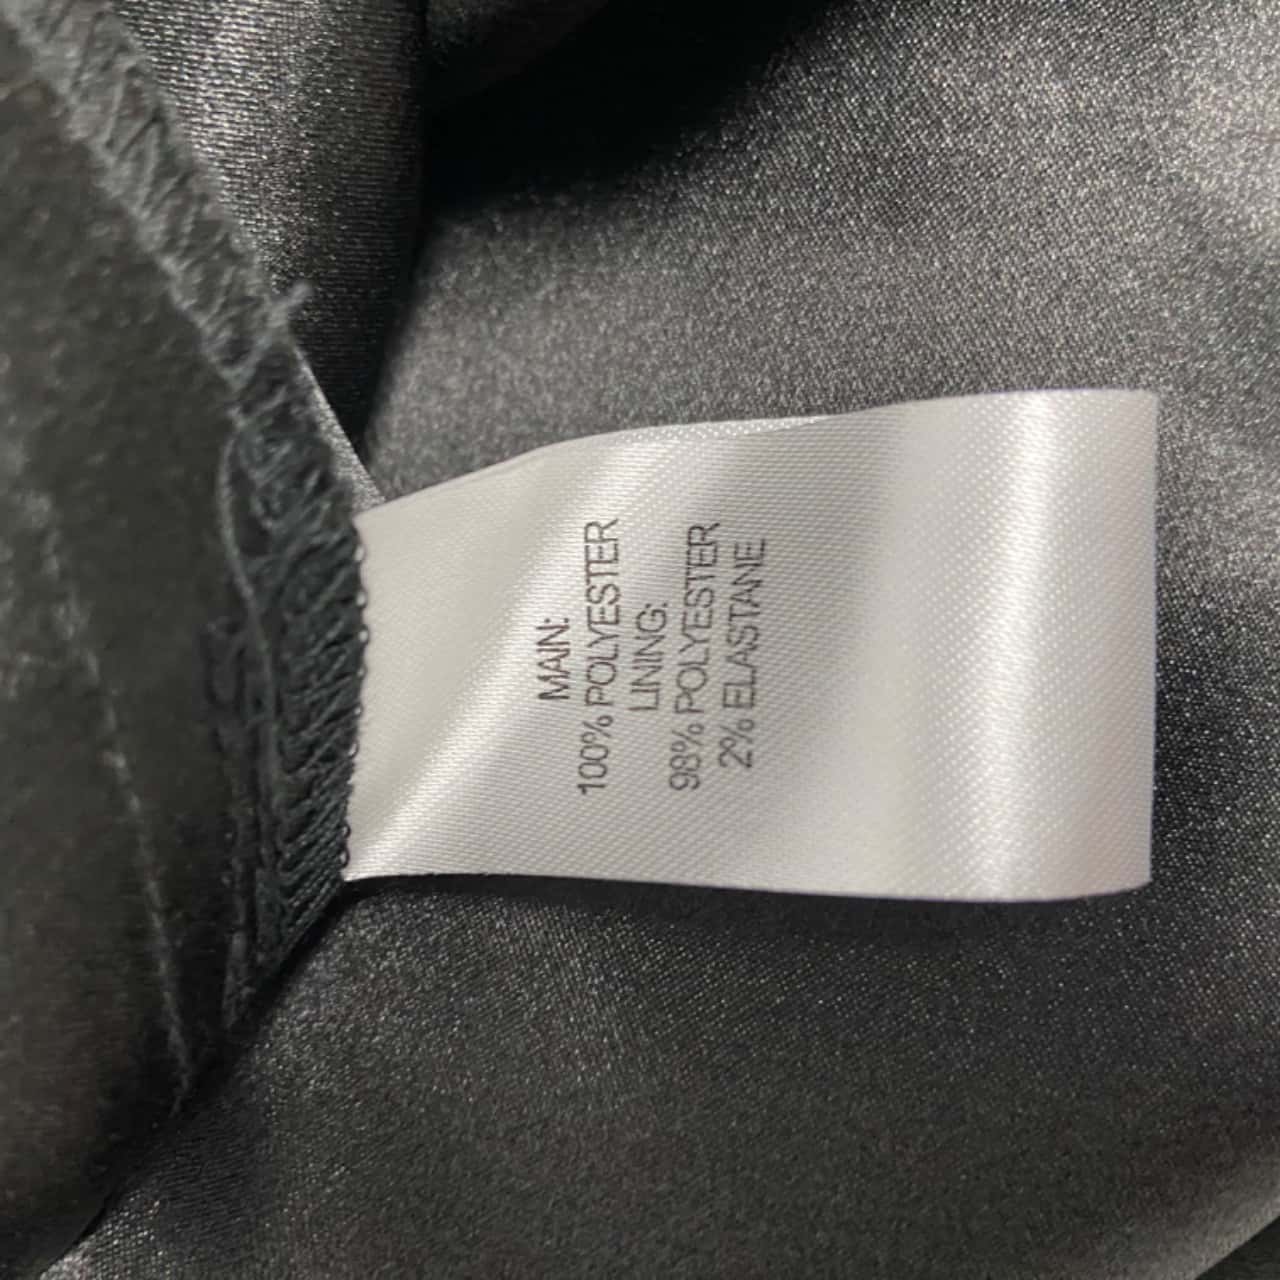 MAIN:
100% POLYESTER
LINING:
98% POLYESTER
2% ELASTANE